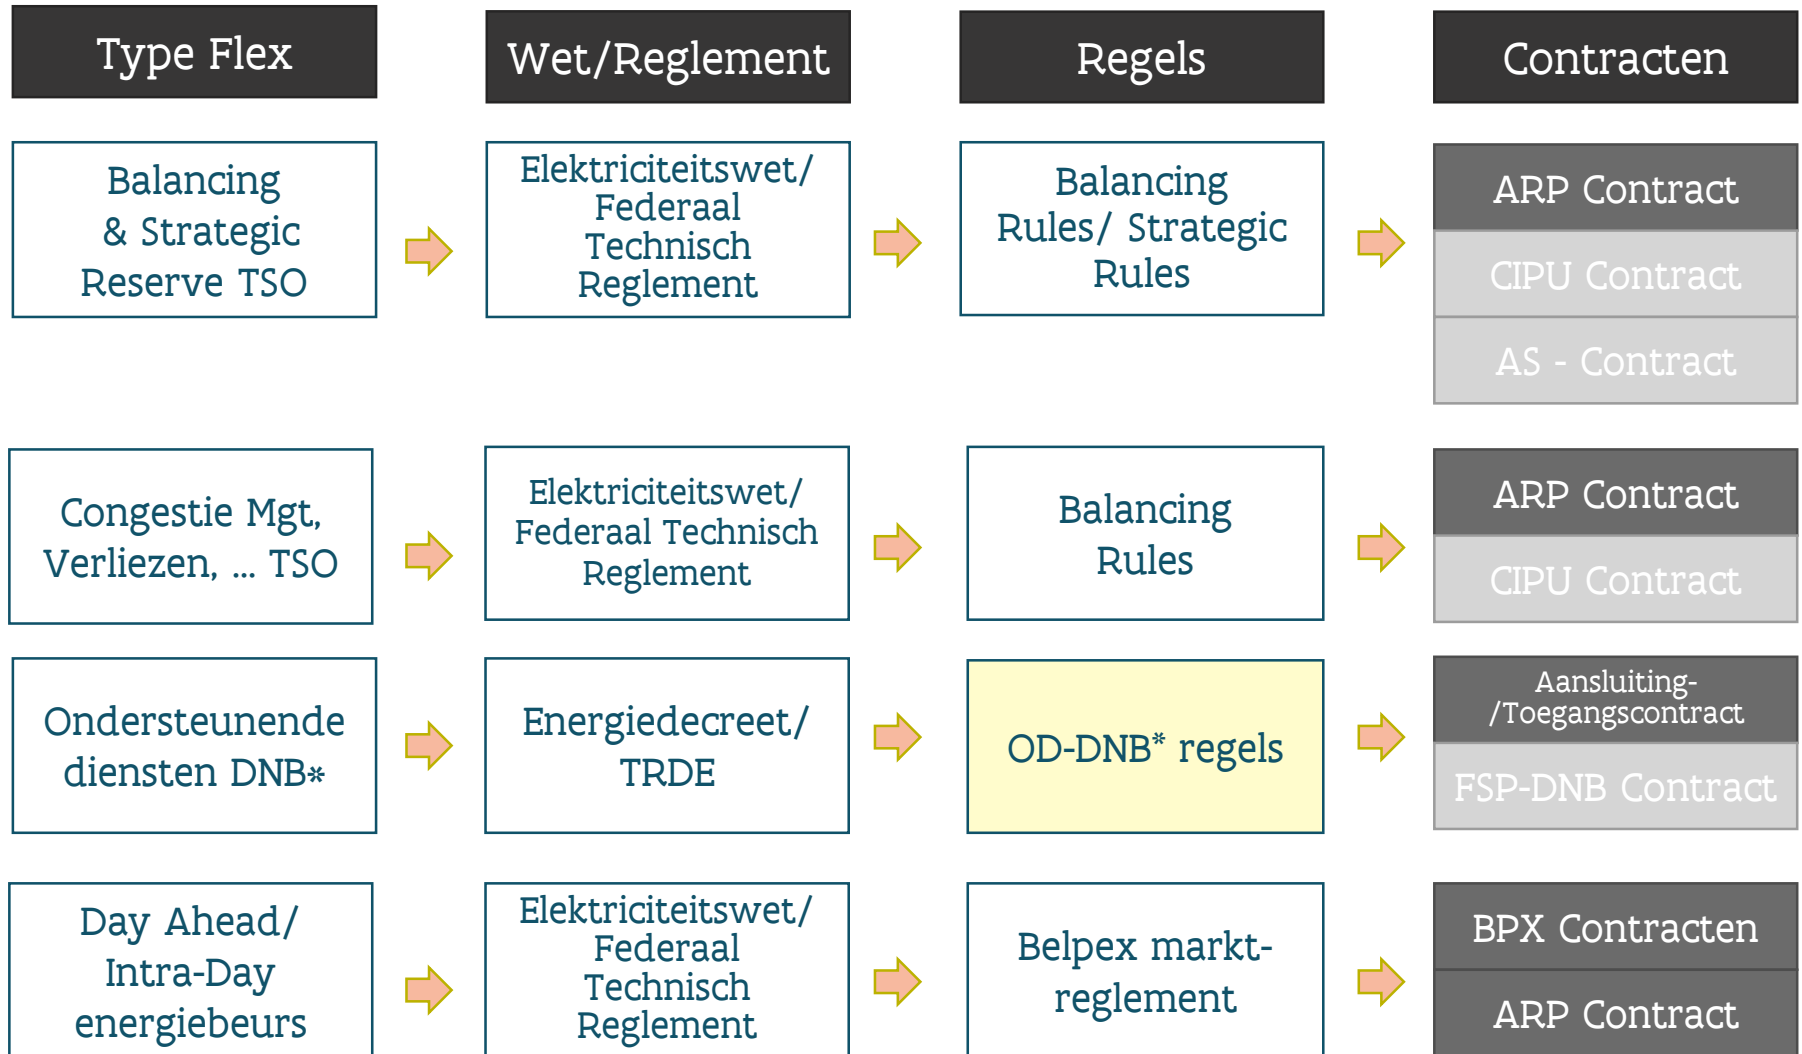 Type Flex
Wet/Reglement
Regels
Contracten
Balancing
& Strategic
Reserve TSO
Elektriciteitswet/
Federaal
Technisch
Reglement
Balancing
Rules/ Strategic
Rules
ARP Contract
CIPU Contract
AS - Contract
Congestie Mgt,
Verliezen, ... TSO
Elektriciteitswet/
Federaal Technisch
Reglement
Balancing
Rules
ARP Contract
CIPU Contract
Ondersteunende
diensten DNB*
Energiedecreet/
TRDE
OD-DNB* regels
Aansluiting-
/Toegangscontract
FSP-DNB Contract
Day Ahead/
Intra-Day
energiebeurs
Elektriciteitswet/
Federaal
Technisch
Reglement
Belpex markt-
reglement
BPX Contracten
ARP Contract